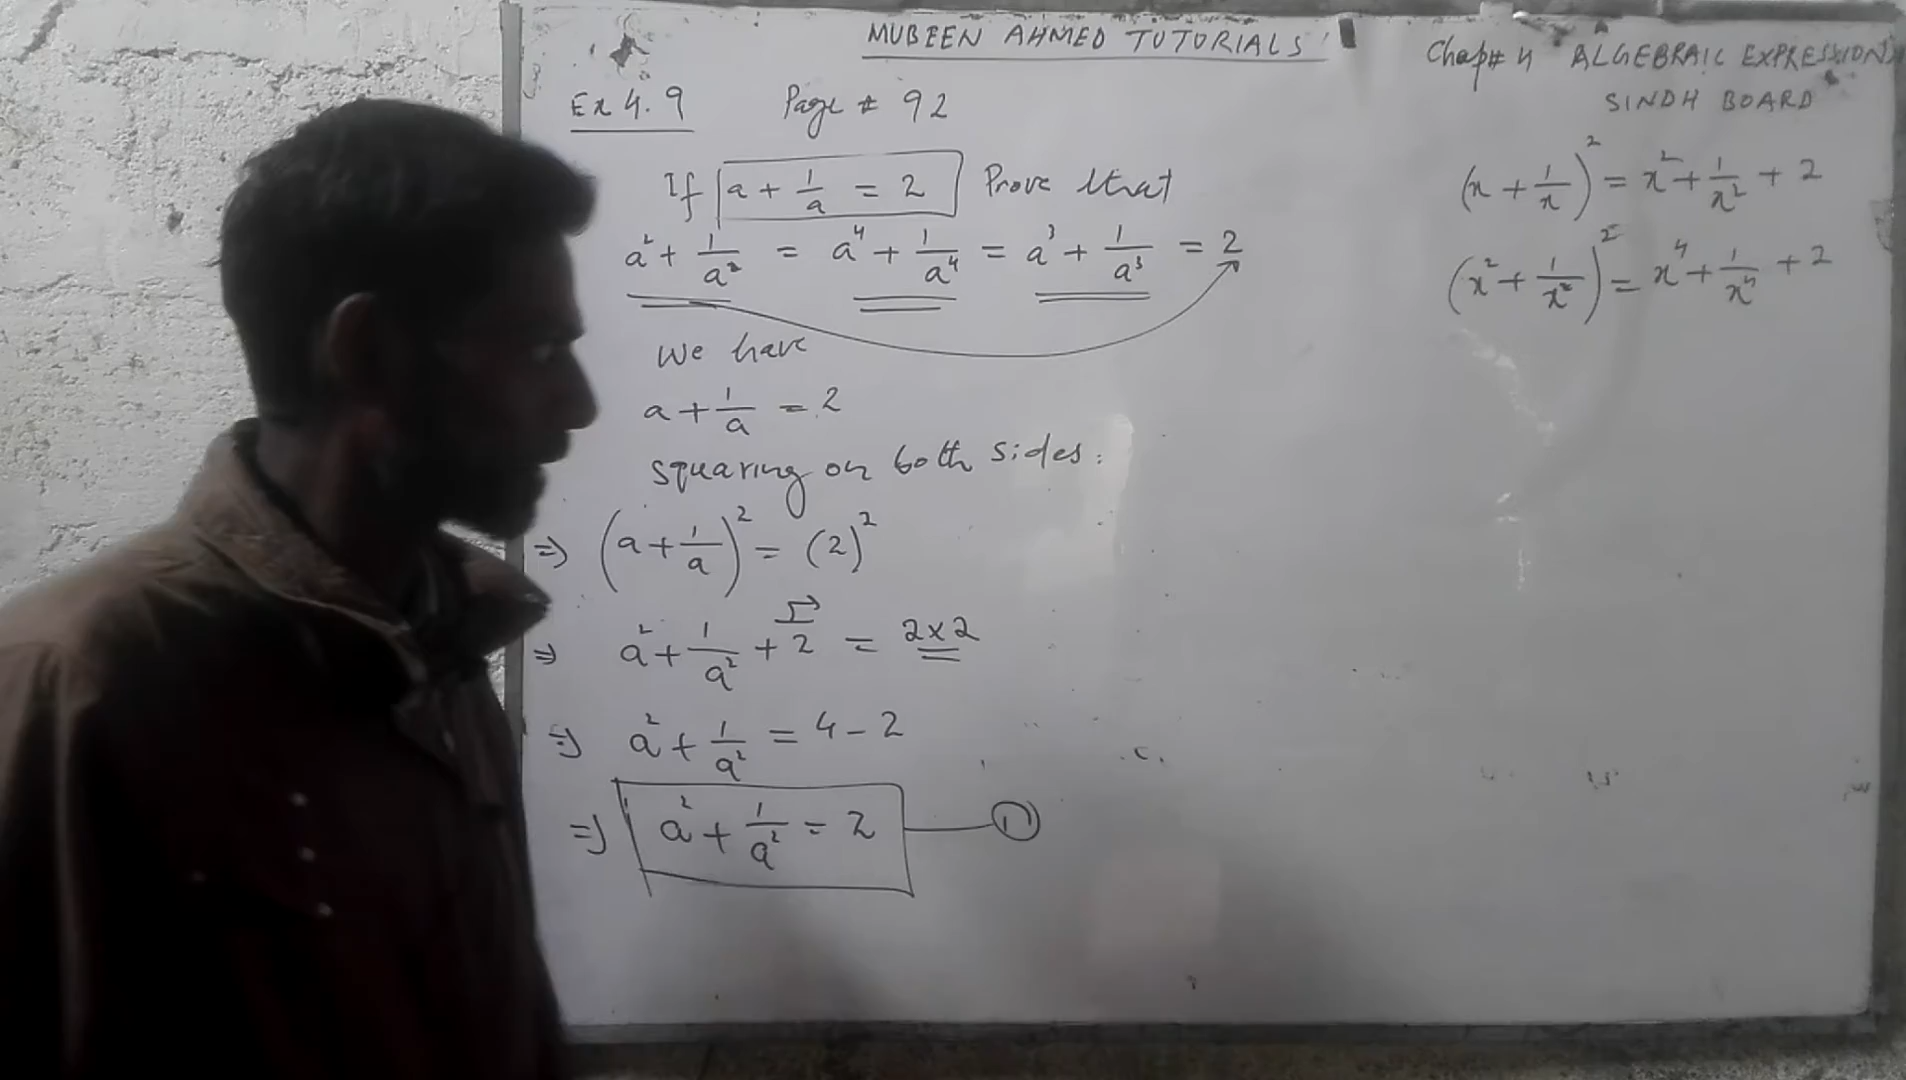 MUBEEN AHMED TUTORIALS
Chap# 4 ALGEBRAIC EXPRESSIONS
SINDH BOARD
Ex 4.9 Page # 92
If a + 1/a = 2 Prove that
a² + 1/a² = a⁴ + 1/a⁴ = a³ + 1/a³ = 2
We have
a + 1/a = 2
squaring on both sides.
⇒ (a + 1/a)² = (2)²
⇒ a² + 1/a² + 2 = 2×2
⇒ a² + 1/a² = 4 - 2
⇒ a² + 1/a² = 2
(x + 1/x)² = x² + 1/x² + 2
(x² + 1/x²)² = x⁴ + 1/x⁴ + 2